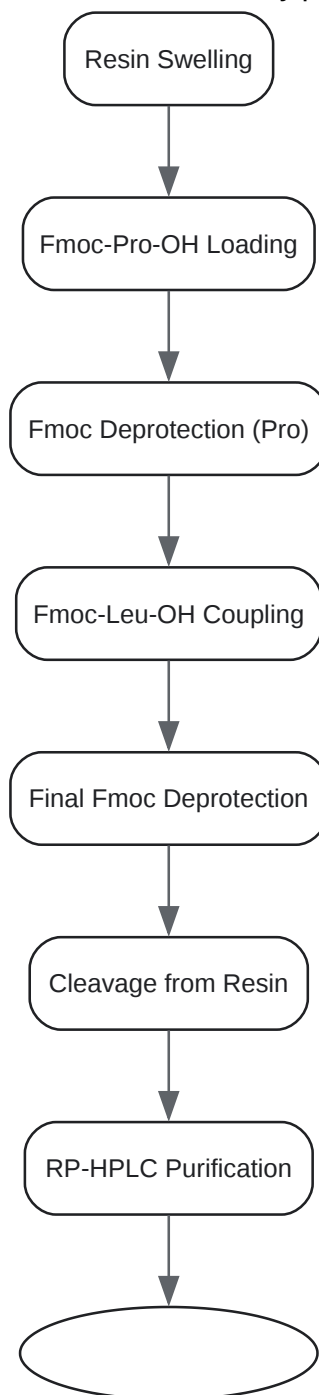 Resin Swelling
Fmoc-Pro-OH Loading
Fmoc Deprotection (Pro)
Fmoc-Leu-OH Coupling
Final Fmoc Deprotection
Cleavage from Resin
RP-HPLC Purification